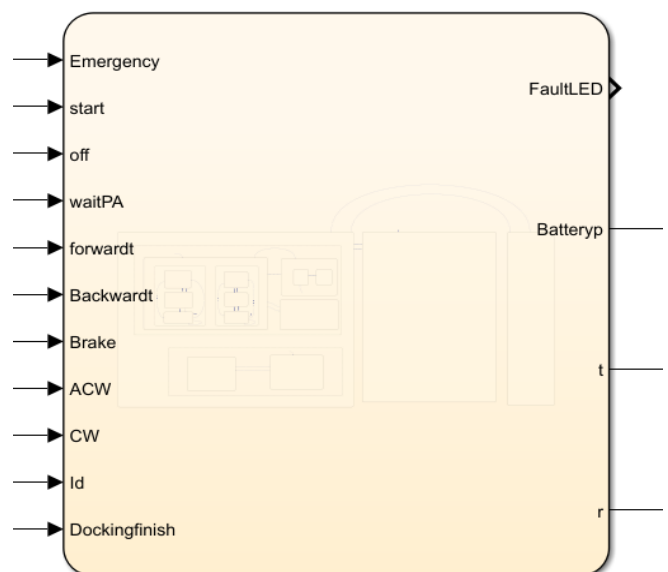 Emergency
start
off
waitPA
forwardt
Backwardt
Brake
ACW
CW
Id
Dockingfinish
FaultLED
Batteryp
t
r